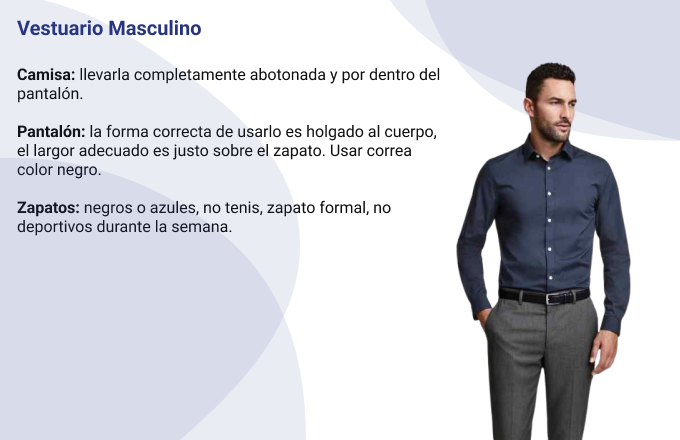 Vestuario Masculino
Camisa: llevarla completamente abotonada y por dentro del
pantalón.
Pantalón: la forma correcta de usarlo es holgado al cuerpo,
el largor adecuado es justo sobre el zapato. Usar correa
color negro.
Zapatos: negros o azules, no tenis, zapato formal, no
deportivos durante la semana.